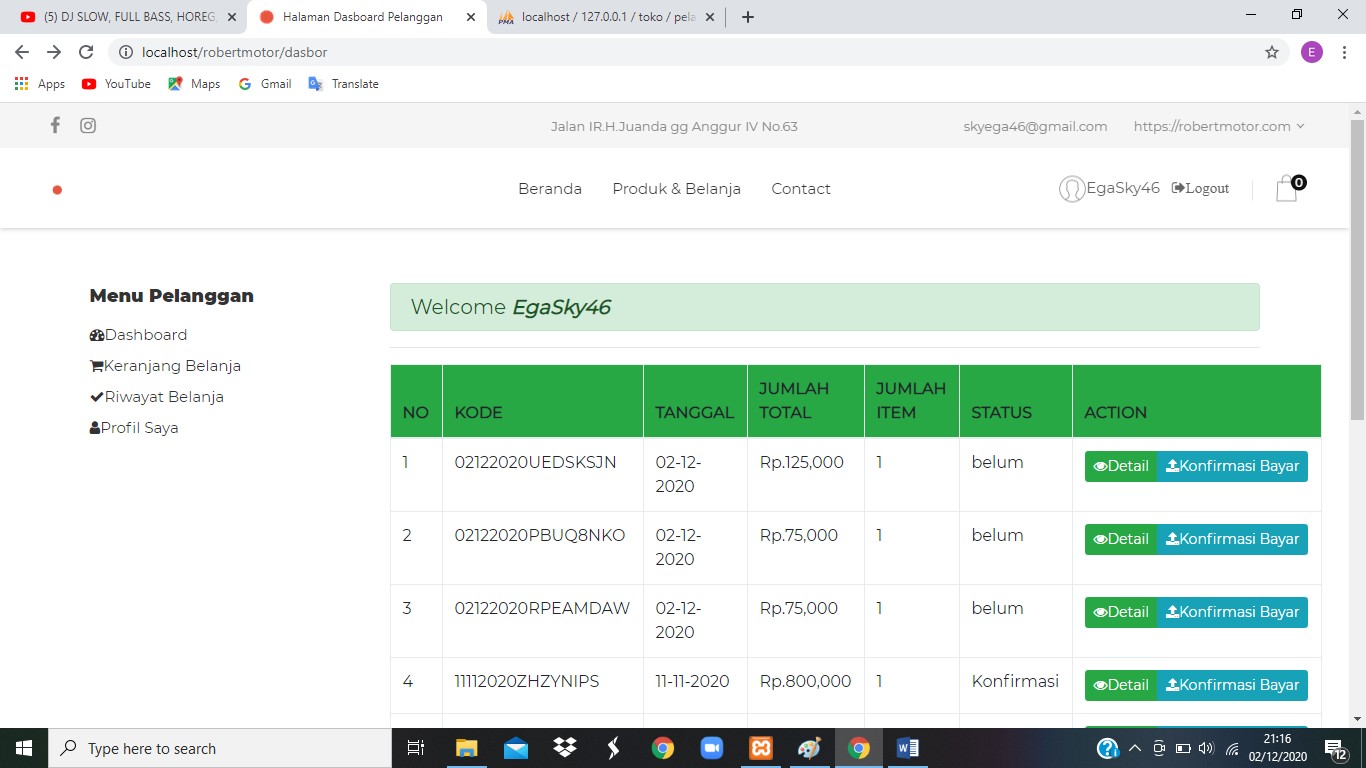 (5) DJ SLOW, FULL BASS, HOREG,
Halaman Dasboard Pelanggan
localhost / 127.0.0.1 / toko / pela
localhost/robertmotor/dasbor
E
Apps YouTube Maps Gmail Translate
Jalan IR.H.Juanda gg Anggur IV No.63
skyega46@gmail.com
https://robertmotor.com
Beranda Produk & Belanja Contact
EgaSky46 Logout
0
Menu Pelanggan
Dashboard
Keranjang Belanja
Riwayat Belanja
Profil Saya
Welcome EgaSky46
NO KODE TANGGAL JUMLAH TOTAL JUMLAH ITEM STATUS ACTION
1 02122020UEDSKSJN 02-12-2020 Rp.125,000 1 belum Detail Konfirmasi Bayar
2 02122020PBUQ8NKO 02-12-2020 Rp.75,000 1 belum Detail Konfirmasi Bayar
3 02122020RPEAMDAW 02-12-2020 Rp.75,000 1 belum Detail Konfirmasi Bayar
4 11112020ZHZYNIPS 11-11-2020 Rp.800,000 1 Konfirmasi Detail Konfirmasi Bayar
Type here to search
21:16
02/12/2020
12